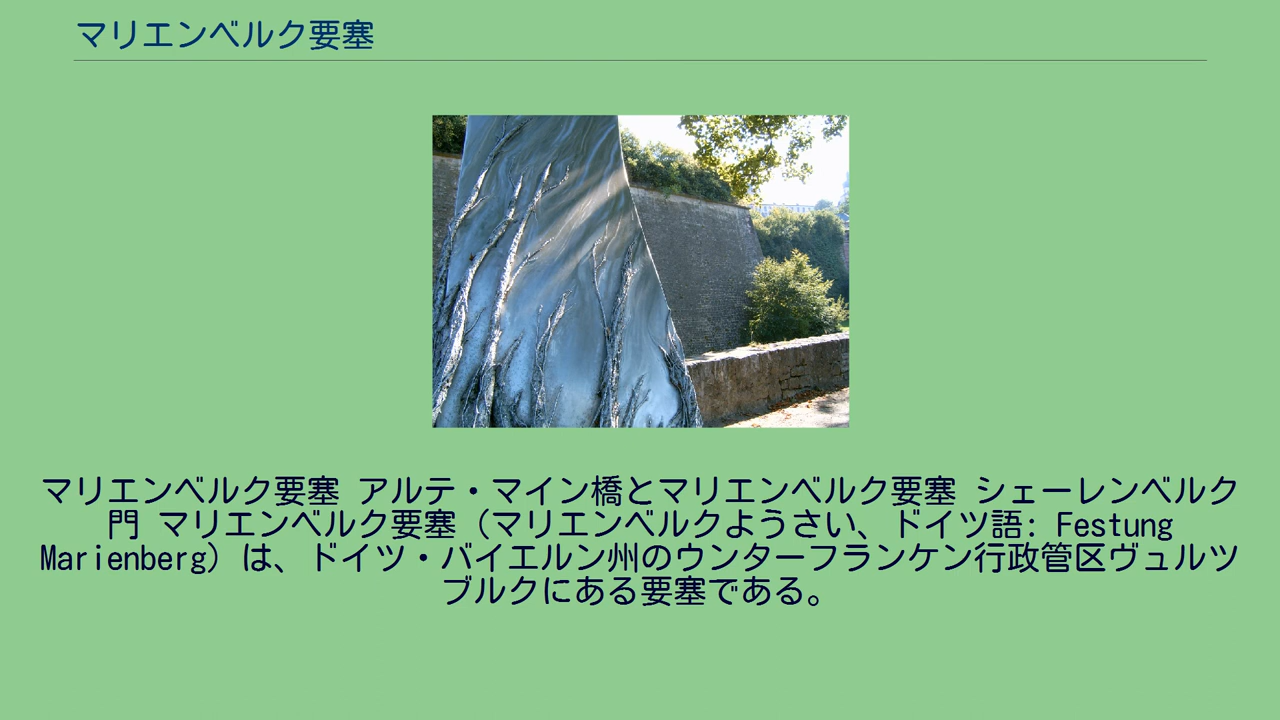 マリエンベルク要塞
マリエンベルク要塞 アルテ・マイン橋とマリエンベルク要塞 シェーレンベルク
門 マリエンベルク要塞（マリエンベルクようさい、ドイツ語: Festung
Marienberg）は、ドイツ・バイエルン州のウンターフランケン行政管区ヴュルツ
ブルクにある要塞である。